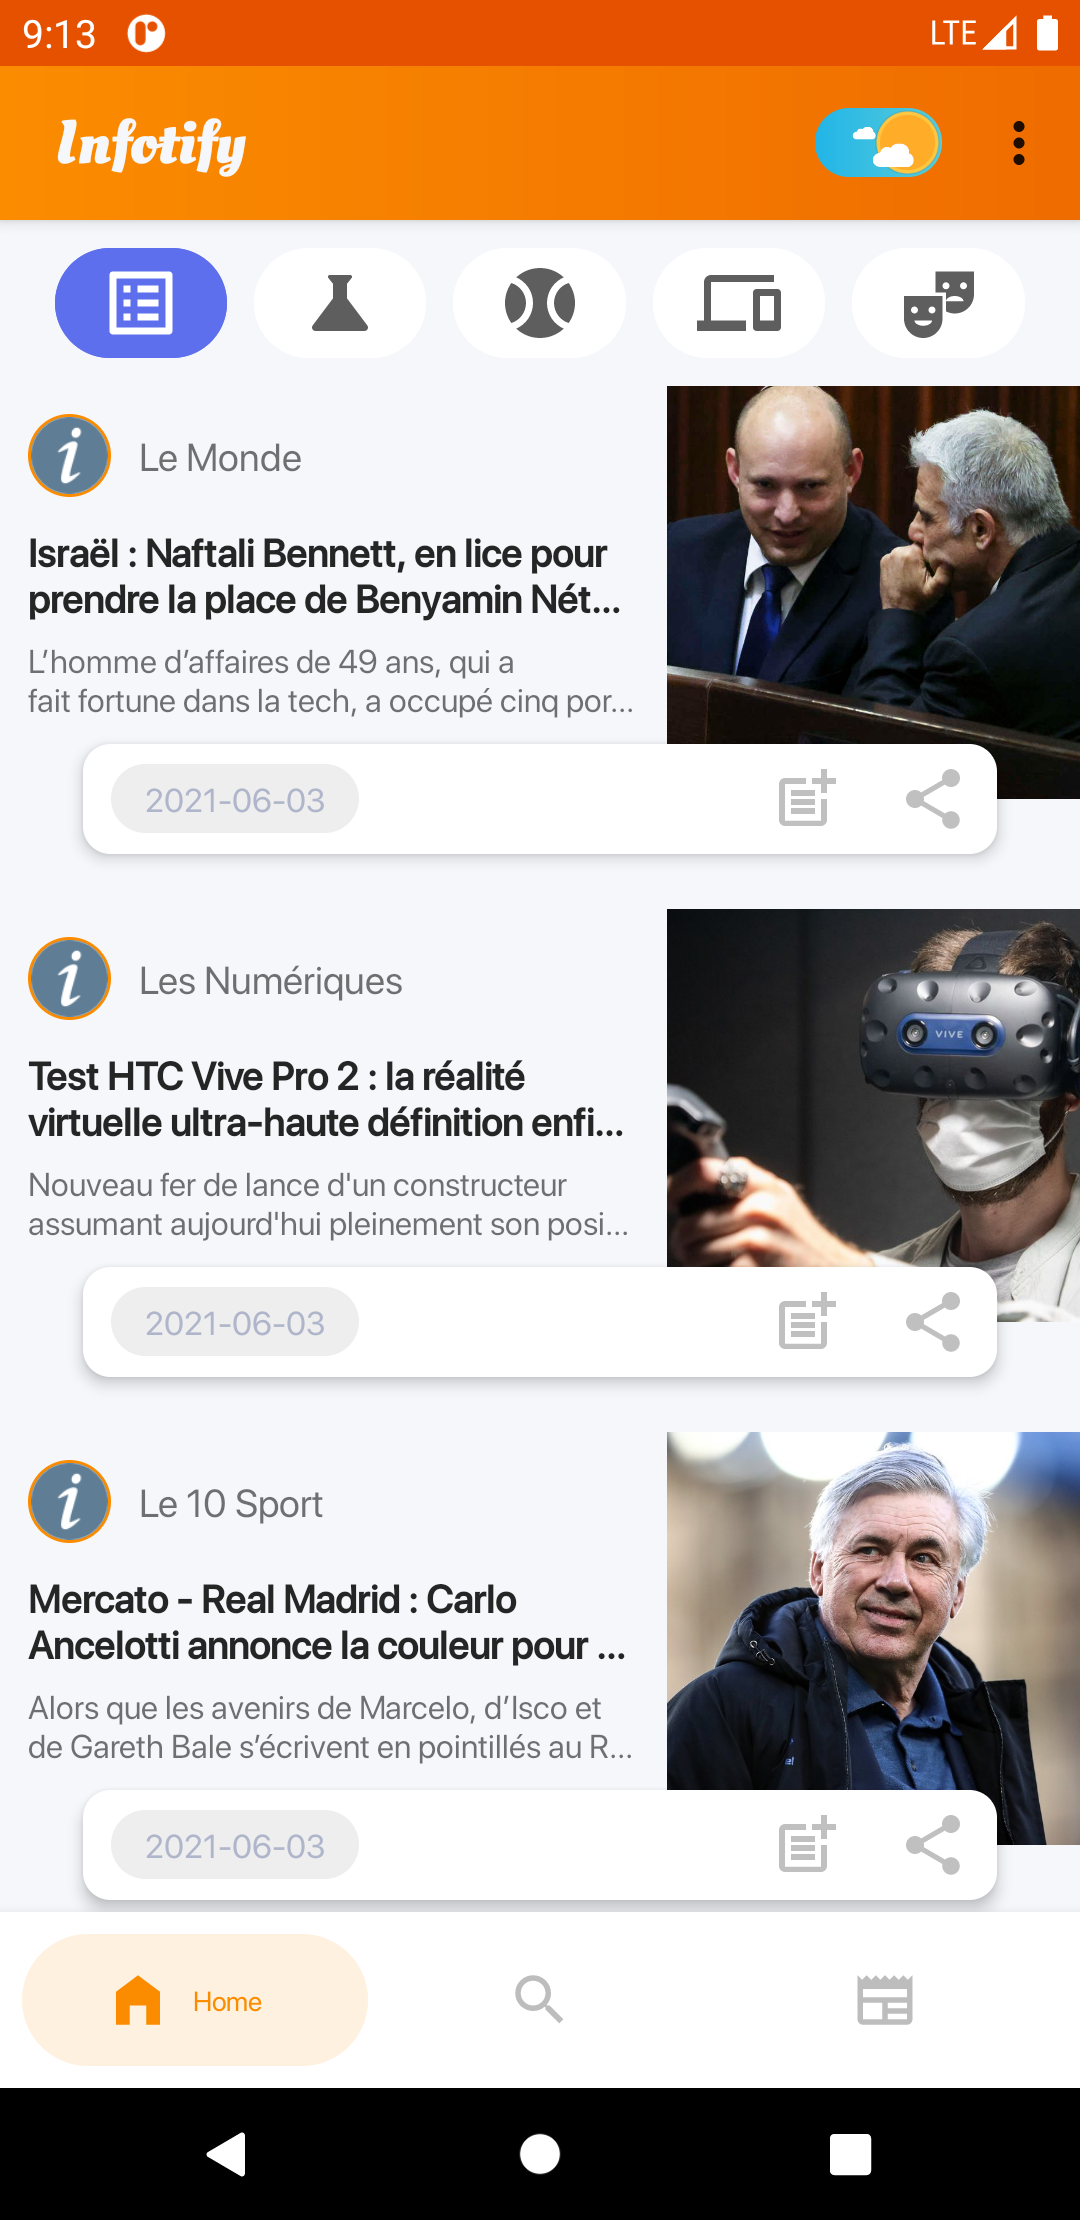 9:13
LTE
Infotify
Le Monde
Israël : Naftali Bennett, en lice pour
prendre la place de Benyamin Nét...
L’homme d’affaires de 49 ans, qui a
fait fortune dans la tech, a occupé cinq por...
2021-06-03
Les Numériques
VIVE
Test HTC Vive Pro 2 : la réalité
virtuelle ultra-haute définition enfi...
Nouveau fer de lance d'un constructeur
assumant aujourd'hui pleinement son posi...
2021-06-03
Le 10 Sport
Mercato - Real Madrid : Carlo
Ancelotti annonce la couleur pour ...
Alors que les avenirs de Marcelo, d’Isco et
de Gareth Bale s’écrivent en pointillés au R...
2021-06-03
Home